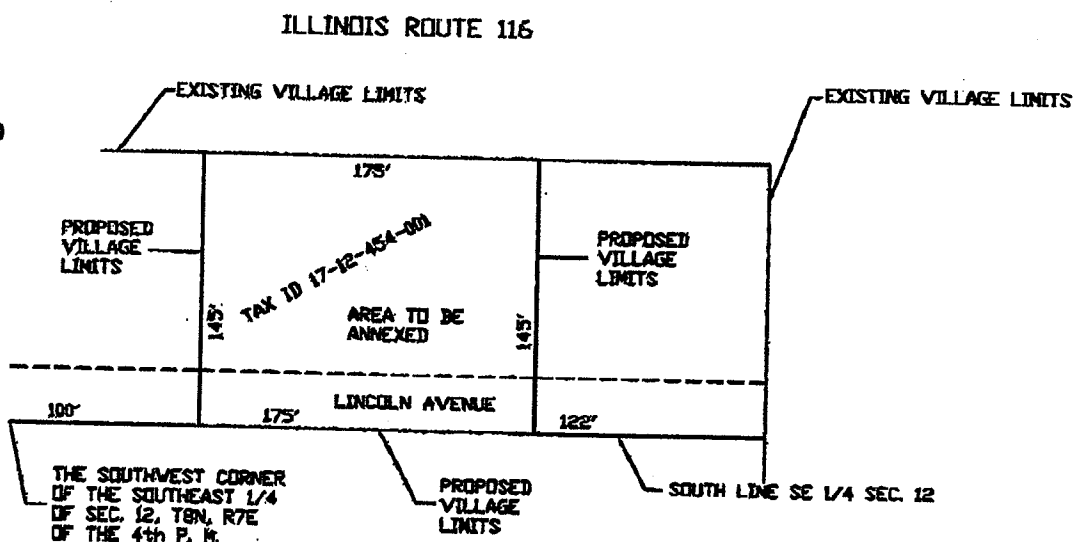 ILLINOIS ROUTE 116
EXISTING VILLAGE LIMITS
EXISTING VILLAGE LIMITS
175'
PROPOSED
VILLAGE
LIMITS
TAX ID 17-12-454-001
PROPOSED
VILLAGE
LIMITS
145'
AREA TO BE
ANNEXED
145'
LINCOLN AVENUE
100'
175'
122'
THE SOUTHWEST CORNER
OF THE SOUTHEAST 1/4
OF SEC. 12, T8N, R7E
OF THE 4th P. M.
PROPOSED
VILLAGE
LIMITS
SOUTH LINE SE 1/4 SEC. 12